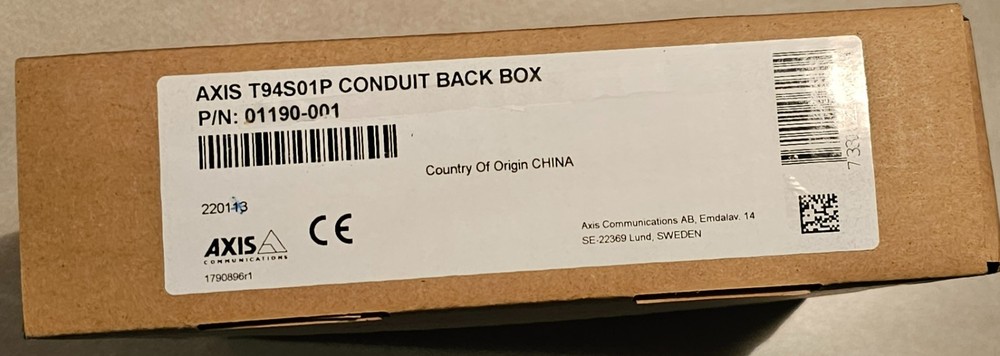 AXIS T94S01P CONDUIT BACK BOX
P/N: 01190-001
Country Of Origin CHINA
220113
AXIS
COMMUNICATIONS
CE
1790896r1
Axis Communications AB, Emdalav. 14
SE-22369 Lund, SWEDEN